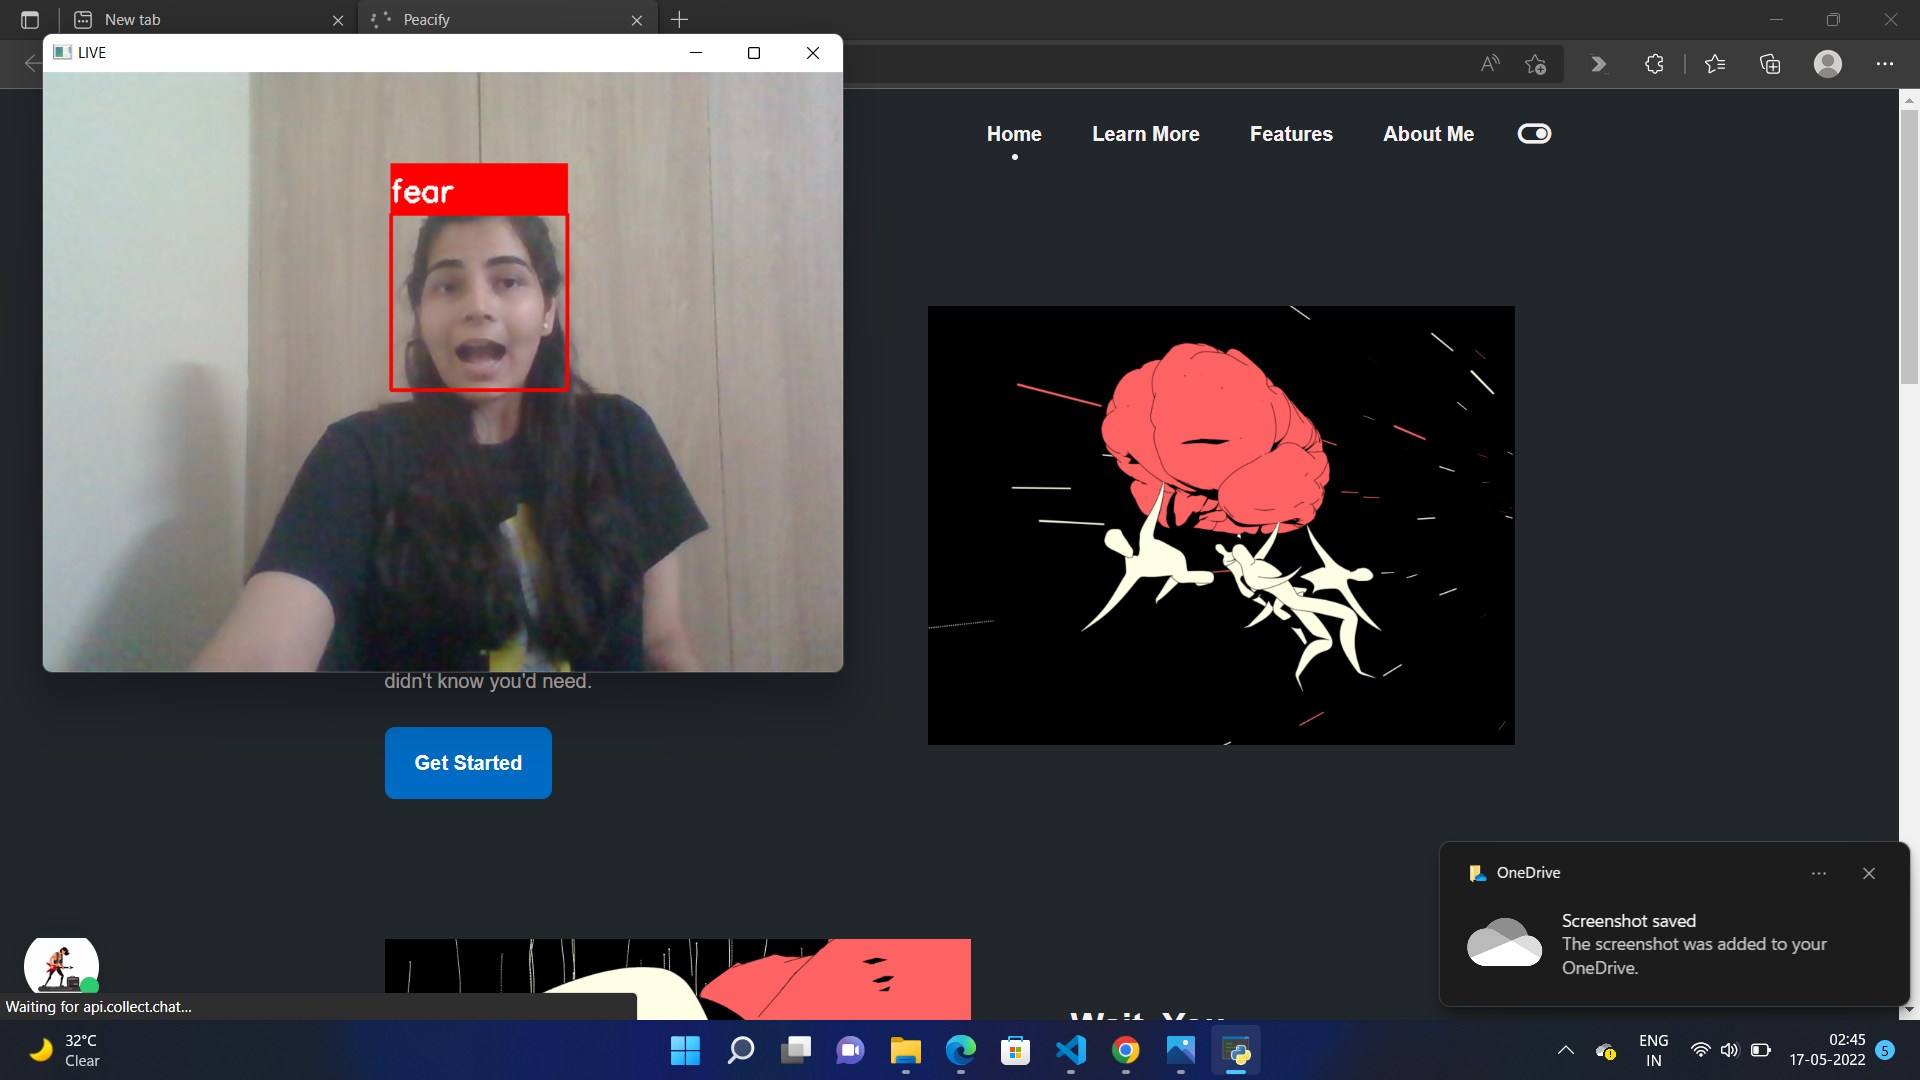 New tab
Peacify
LIVE
Home
Learn More
Features
About Me
fear
didn't know you'd need.
Get Started
OneDrive
Screenshot saved
The screenshot was added to your
OneDrive.
Waiting for api.collect.chat...
Wait, You
32°C
Clear
ENG
IN
02:45
17-05-2022
5